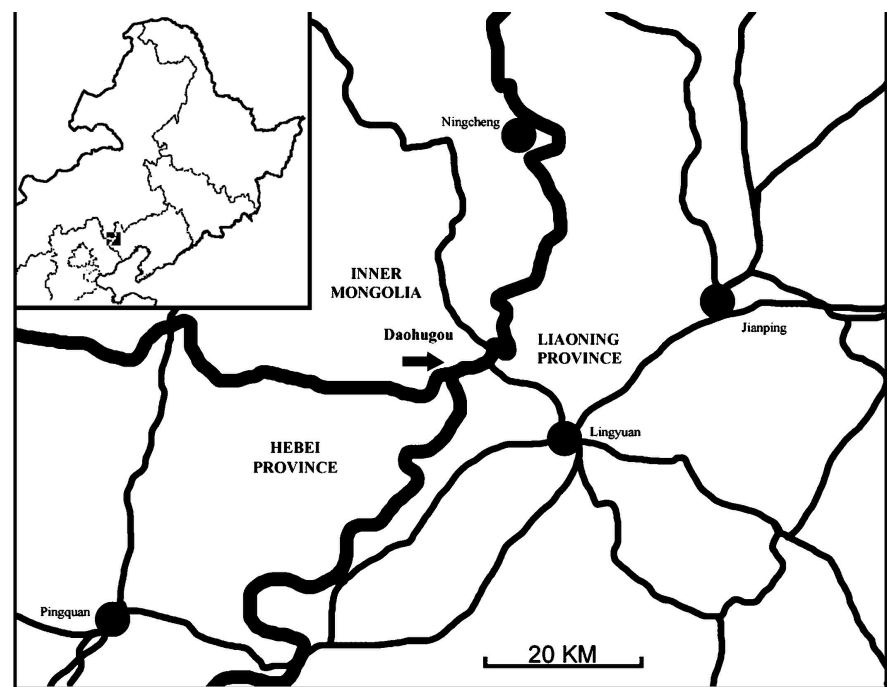 Ningcheng
INNER
MONGOLIA
Daohugou
LIAONING
PROVINCE
Jianping
Lingyuan
HEBEI
PROVINCE
Pingquan
20 KM